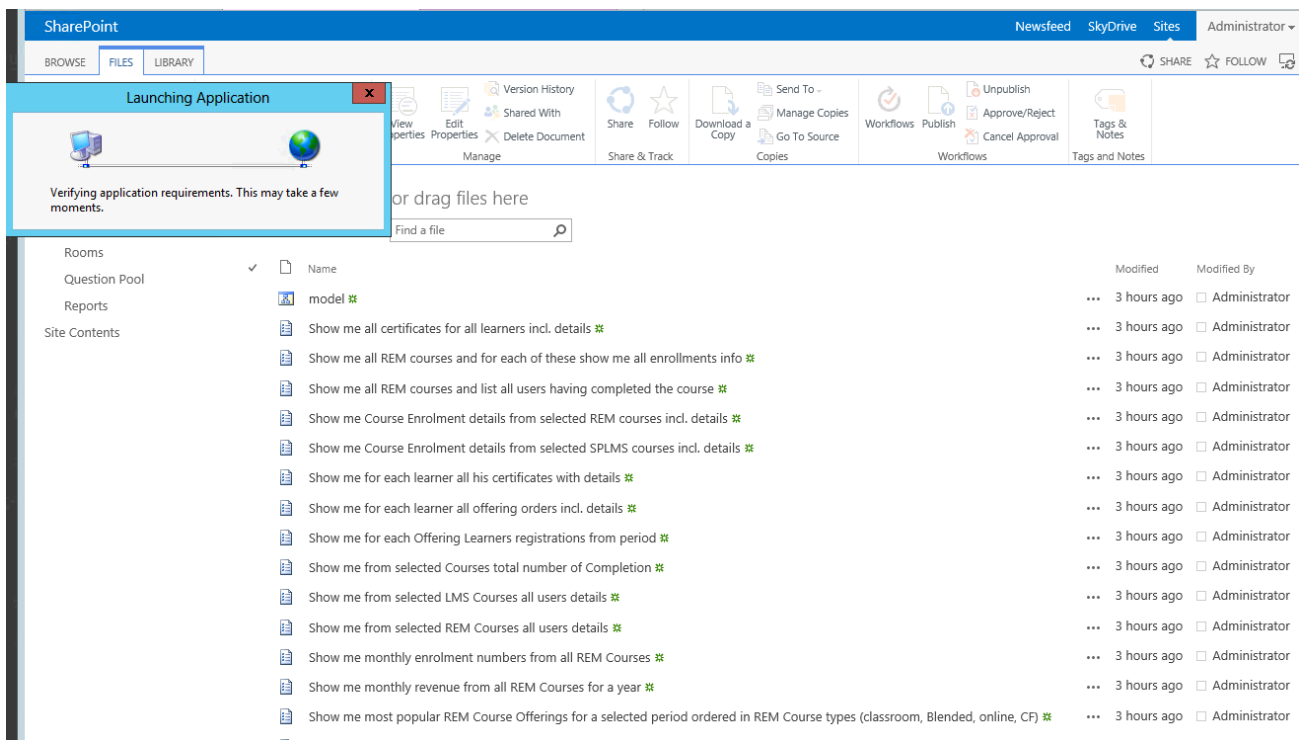 SharePoint
Newsfeed SkyDrive Sites Administrator
BROWSE FILES LIBRARY
SHARE FOLLOW
Launching Application
x
Verifying application requirements. This may take a few
moments.
Edit
Properties
Version History
Shared With
Delete Document
Manage
Share Follow
Share & Track
Download a
Copy
Send To
Manage Copies
Go To Source
Copies
Workflows Publish
Unpublish
Approve/Reject
Cancel Approval
Workflows
Tags &
Notes
Tags and Notes
or drag files here
Find a file
Rooms
Question Pool
Reports
Site Contents
Name Modified Modified By
model ... 3 hours ago Administrator
Show me all certificates for all learners incl. details ... 3 hours ago Administrator
Show me all REM courses and for each of these show me all enrollments info ... 3 hours ago Administrator
Show me all REM courses and list all users having completed the course ... 3 hours ago Administrator
Show me Course Enrolment details from selected REM courses incl. details ... 3 hours ago Administrator
Show me Course Enrolment details from selected SPLMS courses incl. details ... 3 hours ago Administrator
Show me for each learner all his certificates with details ... 3 hours ago Administrator
Show me for each learner all offering orders incl. details ... 3 hours ago Administrator
Show me for each Offering Learners registrations from period ... 3 hours ago Administrator
Show me from selected Courses total number of Completion ... 3 hours ago Administrator
Show me from selected LMS Courses all users details ... 3 hours ago Administrator
Show me from selected REM Courses all users details ... 3 hours ago Administrator
Show me monthly enrolment numbers from all REM Courses ... 3 hours ago Administrator
Show me monthly revenue from all REM Courses for a year ... 3 hours ago Administrator
Show me most popular REM Course Offerings for a selected period ordered in REM Course types (classroom, Blended, online, CF) ... 3 hours ago Administrator